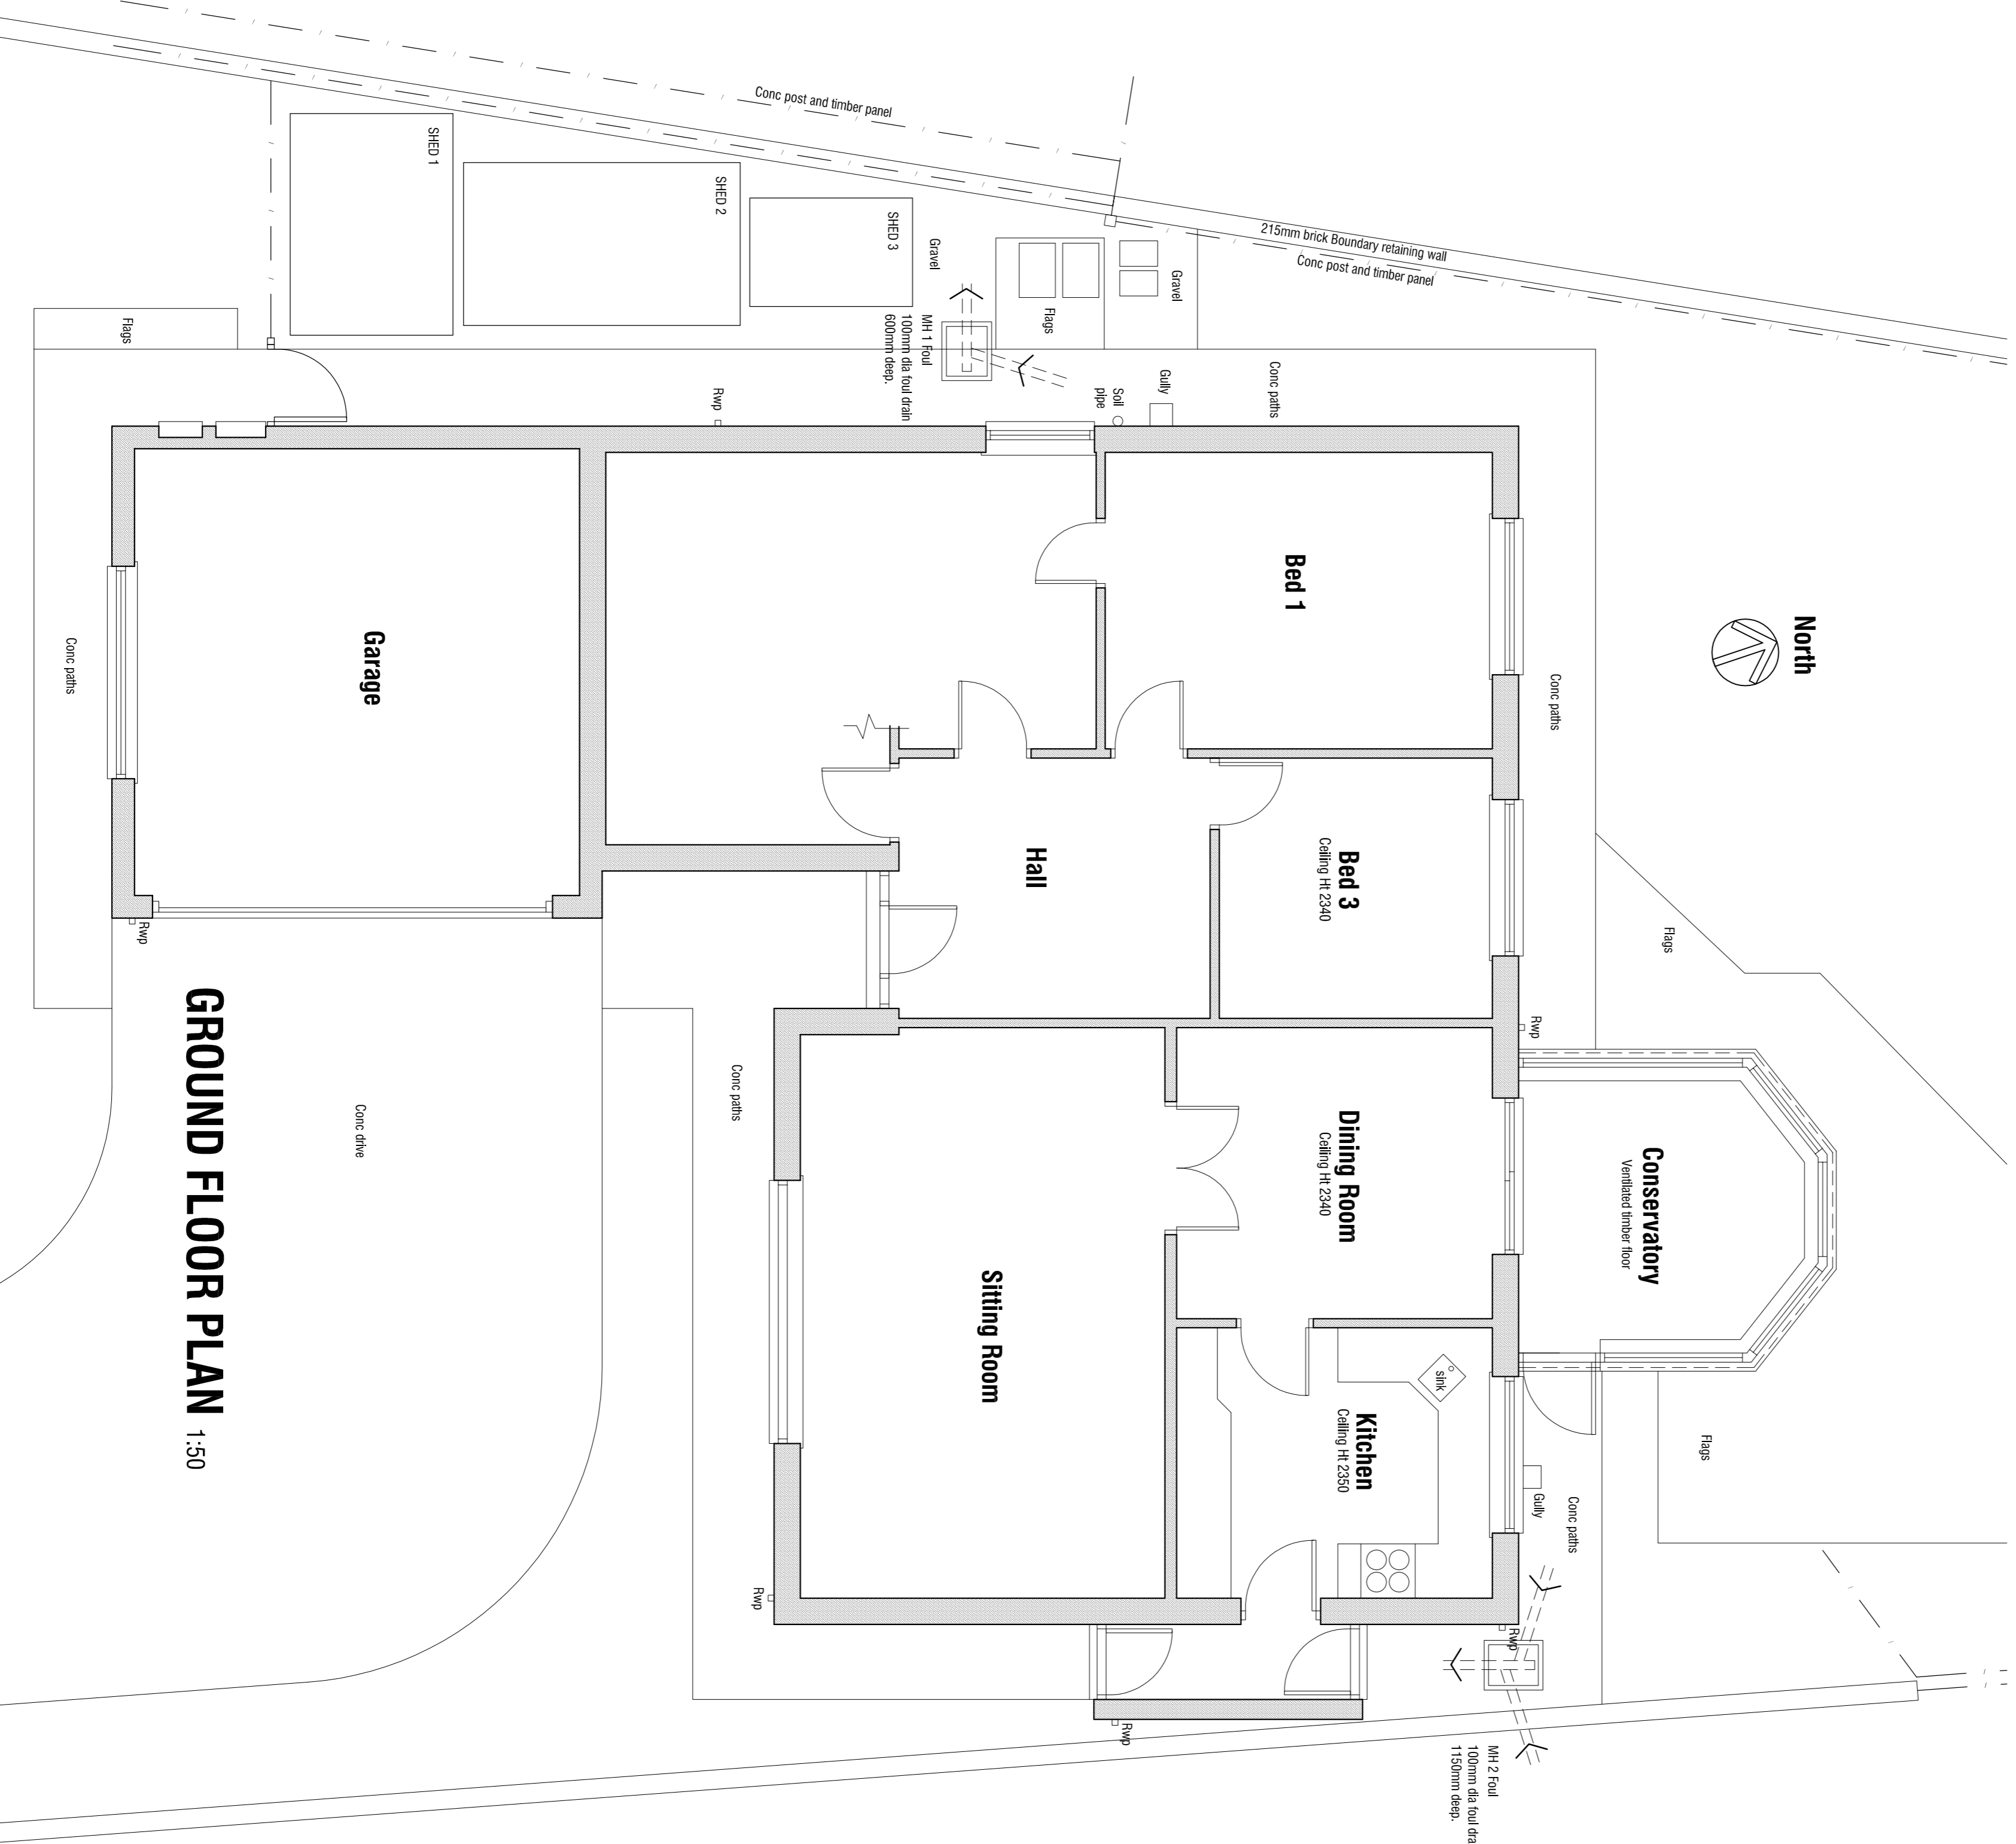 North
Flags
Flags
Conservatory
Ventilated timber floor
Conc paths
Conc paths
Gully
Rwp
Rwp
MH 2 Foul
100mm dia foul dra
1150mm deep.
sink
Kitchen
Ceiling Ht 2350
215mm brick Boundary retaining wall
Conc post and timber panel
Bed 3
Ceiling Ht 2340
Dining Room
Ceiling Ht 2340
Bed 1
Conc paths
Gravel
Gully
Rwp
Soil
pipe
Flags
Hall
Sitting Room
Gravel
MH 1 Foul
100mm dia foul drain
600mm deep.
SHED 3
Conc post and timber panel
Rwp
Conc paths
SHED 2
Rwp
SHED 1
Garage
Conc drive
GROUND FLOOR PLAN 1:50
Rwp
Flags
Conc paths